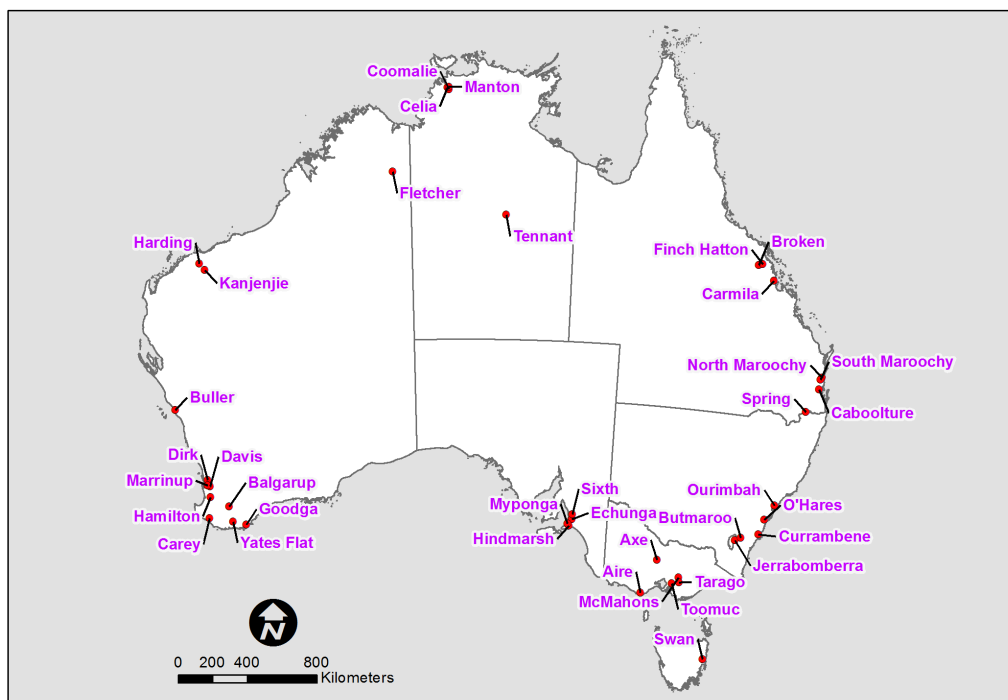 Coomalie
Manton
Celia
Fletcher
Tennant
Harding
Kanjenjie
Finch Hatton
Broken
Carmila
North Maroochy
South Maroochy
Spring
Caboolture
Buller
Dirk
Davis
Marrinup
Balgarup
Hamilton
Goodga
Carey
Yates Flat
Sixth
Myponga
Echunga
Hindmarsh
Ourimbah
O'Hares
Butmaroo
Currambene
Axe
Jerrabomberra
Aire
Tarago
McMahons
Toomuc
Swan
N
0 200 400 800
Kilometers